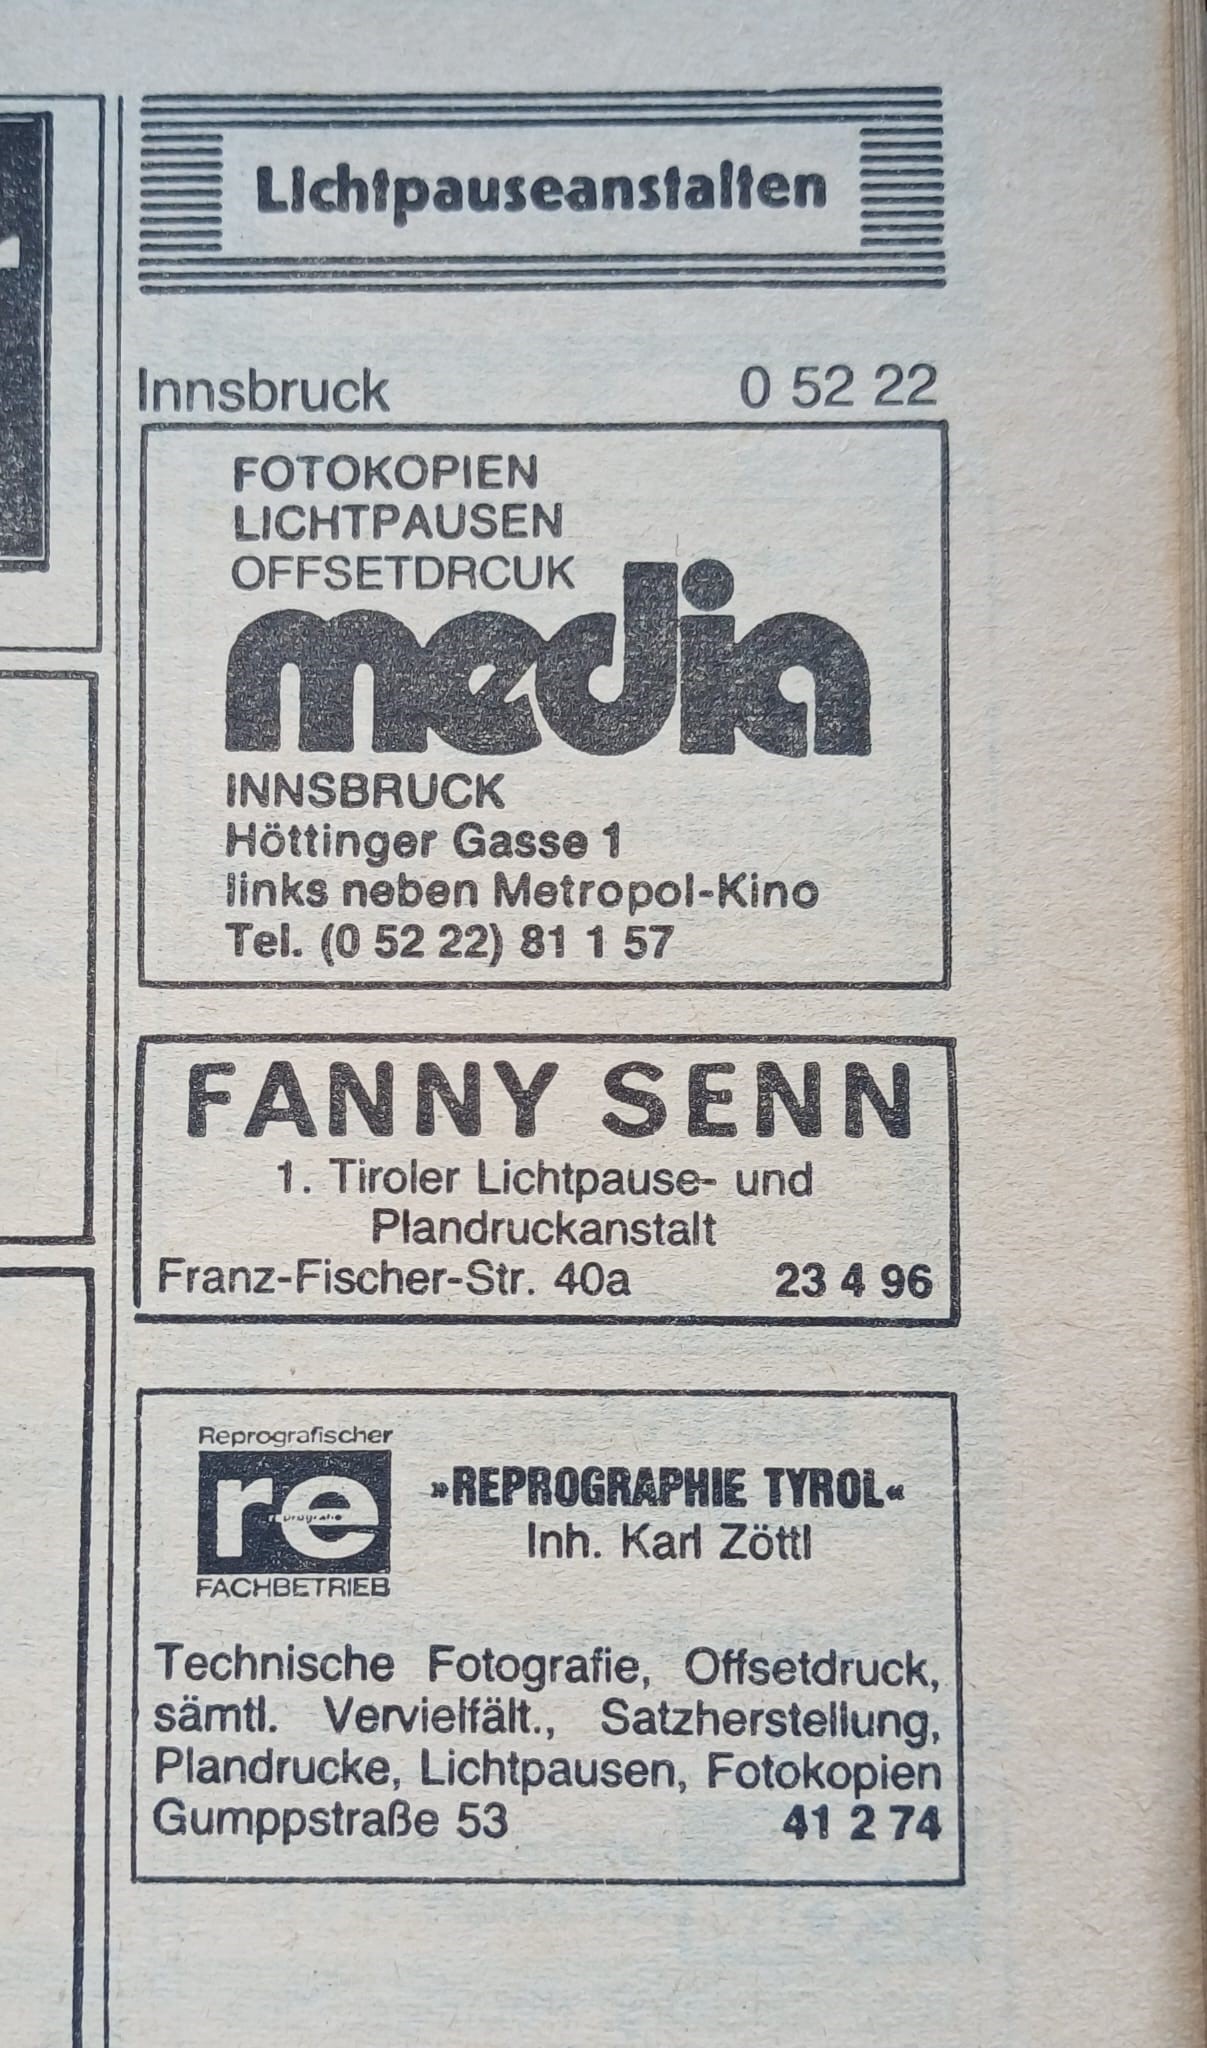 Lichtpauseanstalten
Innsbruck 0 52 22
FOTOKOPIEN
LICHTPAUSEN
OFFSETDRCUK
media
INNSBRUCK
Höttinger Gasse 1
links neben Metropol-Kino
Tel. (0 52 22) 81 1 57
FANNY SENN
1. Tiroler Lichtpause- und
Plandruckanstalt
Franz-Fischer-Str. 40a 23 4 96
Reprografischer
re
FACHBETRIEB
»REPROGRAPHIE TYROL«
Inh. Karl Zöttl
Technische Fotografie, Offsetdruck,
sämtl. Vervielfält., Satzherstellung,
Plandrucke, Lichtpausen, Fotokopien
Gumppstraße 53 41 2 74